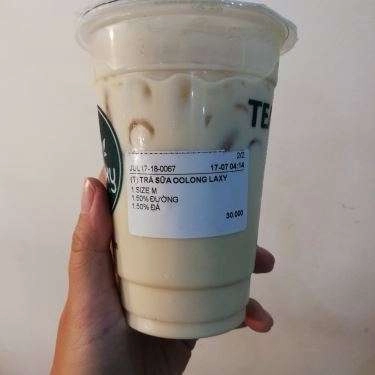 TE
2/2
JUL17-18-0067 17-07 04:14
(T) TRÀ SỮA OOLONG LAXY
1 SIZE M
1.50% ĐƯỜNG
1.50% ĐÁ
30.000